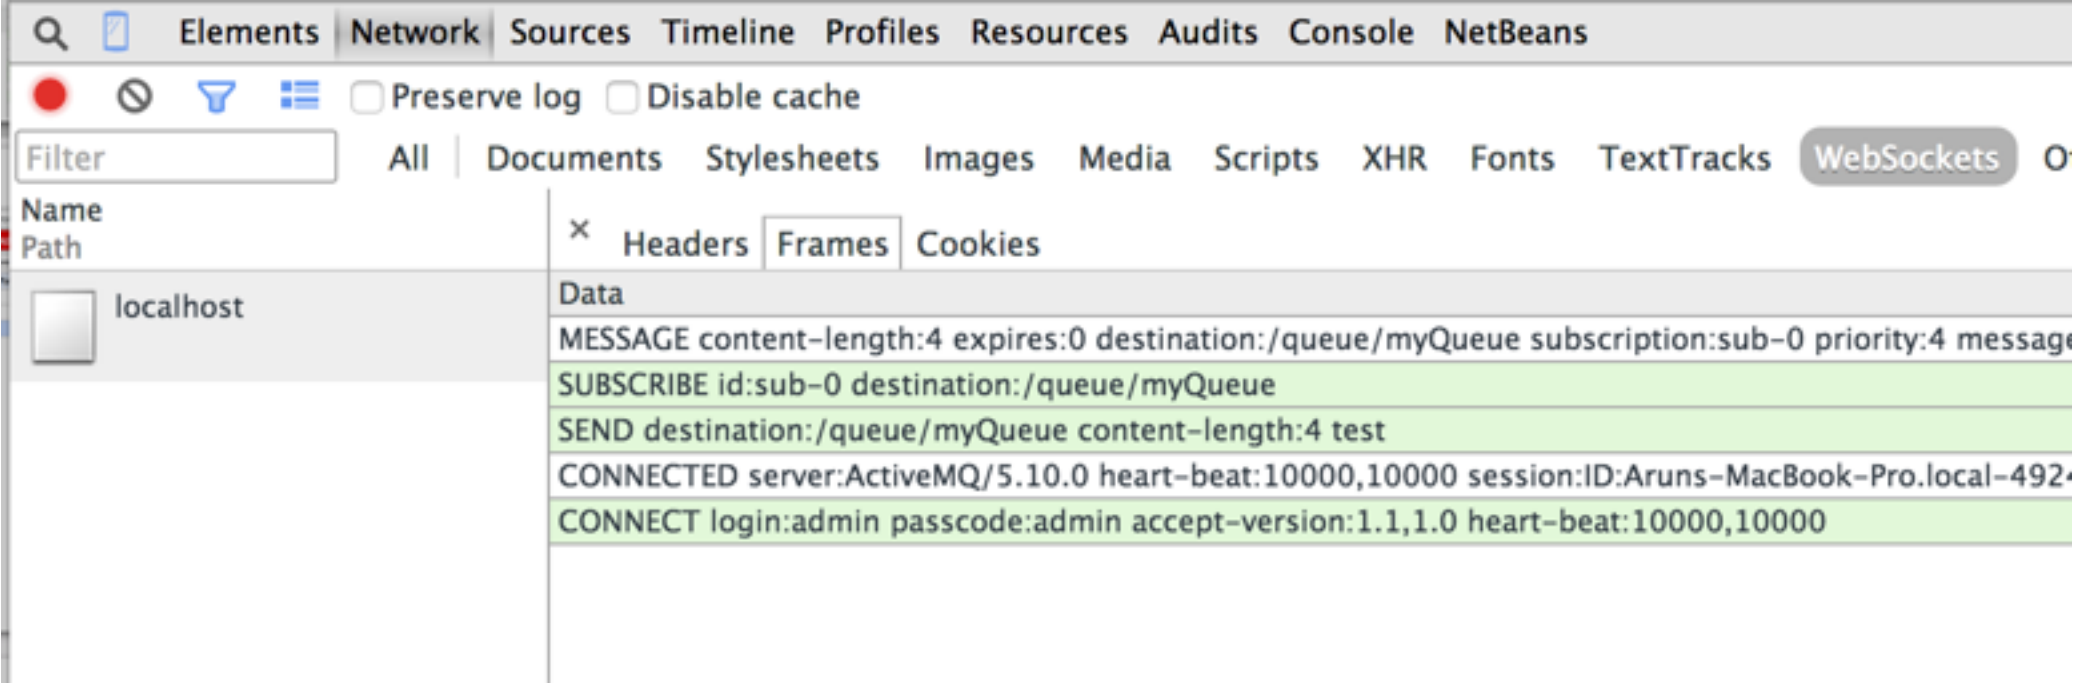 Elements Network Sources Timeline Profiles Resources Audits Console NetBeans
Preserve log Disable cache
Filter All Documents Stylesheets Images Media Scripts XHR Fonts TextTracks WebSockets
Name
Path
Headers Frames Cookies
localhost
Data
MESSAGE content-length:4 expires:0 destination:/queue/myQueue subscription:sub-0 priority:4 message
SUBSCRIBE id:sub-0 destination:/queue/myQueue
SEND destination:/queue/myQueue content-length:4 test
CONNECTED server:ActiveMQ/5.10.0 heart-beat:10000,10000 session:ID:Aruns-MacBook-Pro.local-492
CONNECT login:admin passcode:admin accept-version:1.1,1.0 heart-beat:10000,10000